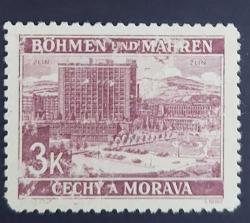 BÖHMEN UND MÄHREN
ZLIN ZLÍN
3K
ČECHY A MORAVA